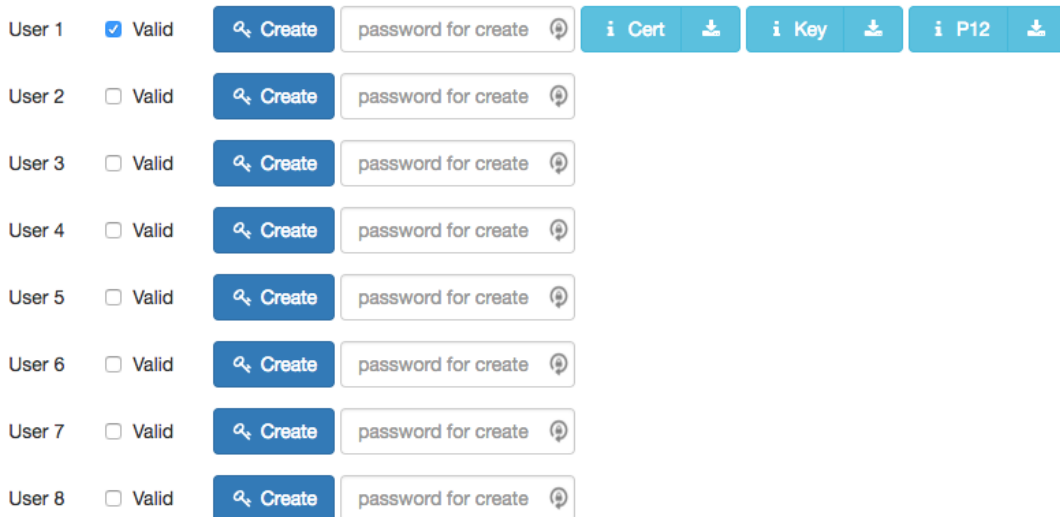 User 1 Valid Create password for create i Cert i Key i P12
User 2 Valid Create password for create
User 3 Valid Create password for create
User 4 Valid Create password for create
User 5 Valid Create password for create
User 6 Valid Create password for create
User 7 Valid Create password for create
User 8 Valid Create password for create